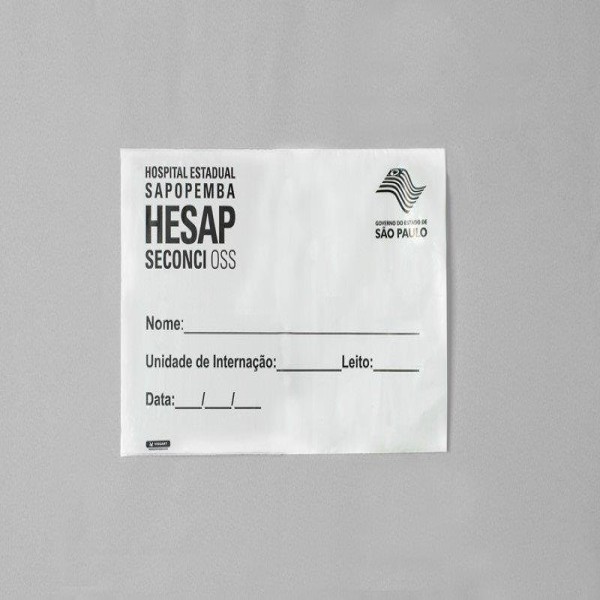 HOSPITAL ESTADUAL
SAPOPEMBA
HESAP
SECONCI OSS
GOVERNO DO ESTADO DE
SÃO PAULO
Nome:
Unidade de Internação: Leito:
Data: / /